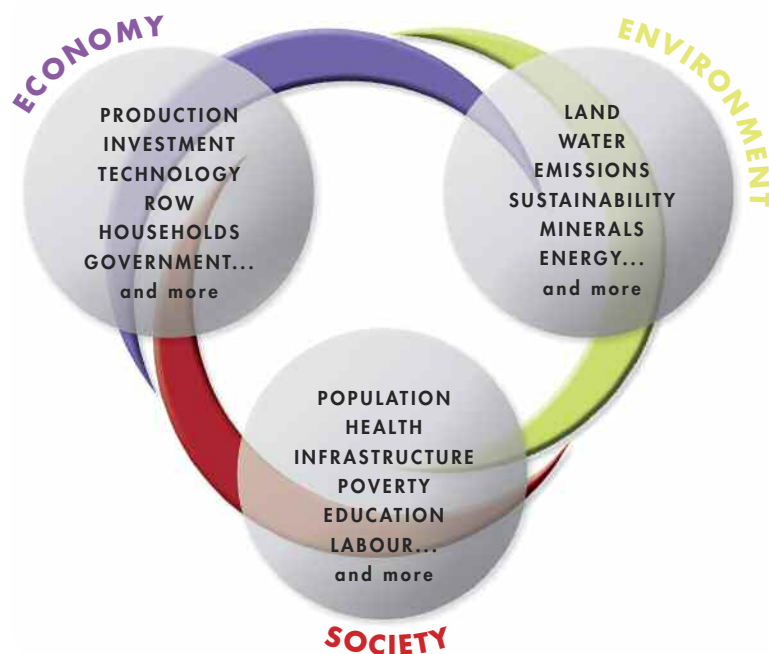 ECONOMY
PRODUCTION
INVESTMENT
TECHNOLOGY
ROW
HOUSEHOLDS
GOVERNMENT...
and more
ENVIRONMENT
LAND
WATER
EMISSIONS
SUSTAINABILITY
MINERALS
ENERGY...
and more
POPULATION
HEALTH
INFRASTRUCTURE
POVERTY
EDUCATION
LABOUR...
and more
SOCIETY